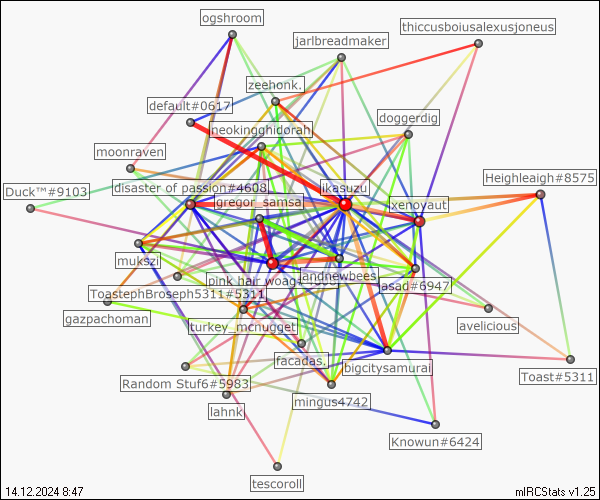 ogshroom
thiccusboiusalexusjoneus
jarlbreadmaker
zeehonk.
default#0617
doggerdig
neokingghidorah
moonraven
Heighleaigh#8575
Duck™#9103
disaster of passion#4608
ikasuzu
gregor_samsa
xenoyaut
mukszi
pink hair woag
landnewbees
lasad#6947
ToastephBroseph5311#5311
gazpachoman
avelicious
turkey_mcnugget
facadas.
bigcitysamurai
Toast#5311
Random Stuf6#5983
mingus4742
lahnk
Knowun#6424
tescoroll
14.12.2024 8:47
mIRCStats v1.25